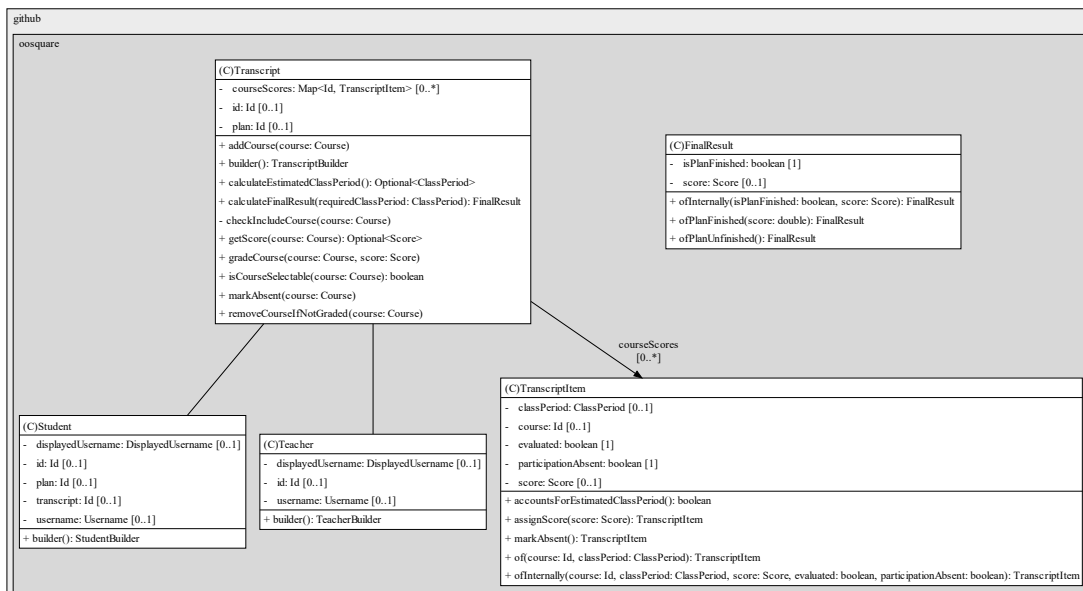 github
oosquare
(C)Transcript
- courseScores: Map<Id, TranscriptItem> [0..*]
- id: Id [0..1]
- plan: Id [0..1]
+ addCourse(course: Course)
+ builder(): TranscriptBuilder
+ calculateEstimatedClassPeriod(): Optional<ClassPeriod>
+ calculateFinalResult(requiredClassPeriod: ClassPeriod): FinalResult
- checkIncludeCourse(course: Course)
+ getScore(course: Course): Optional<Score>
+ gradeCourse(course: Course, score: Score)
+ isCourseSelectable(course: Course): boolean
+ markAbsent(course: Course)
+ removeCourseIfNotGraded(course: Course)
(C)FinalResult
- isPlanFinished: boolean [1]
- score: Score [0..1]
+ ofInternally(isPlanFinished: boolean, score: Score): FinalResult
+ ofPlanFinished(score: double): FinalResult
+ ofPlanUnfinished(): FinalResult
courseScores
[0..*]
(C)Student
- displayedUsername: DisplayedUsername [0..1]
- id: Id [0..1]
- plan: Id [0..1]
- transcript: Id [0..1]
- username: Username [0..1]
+ builder(): StudentBuilder
(C)Teacher
- displayedUsername: DisplayedUsername [0..1]
- id: Id [0..1]
- username: Username [0..1]
+ builder(): TeacherBuilder
(C)TranscriptItem
- classPeriod: ClassPeriod [0..1]
- course: Id [0..1]
- evaluated: boolean [1]
- participationAbsent: boolean [1]
- score: Score [0..1]
+ accountsForEstimatedClassPeriod(): boolean
+ assignScore(score: Score): TranscriptItem
+ markAbsent(): TranscriptItem
+ of(course: Id, classPeriod: ClassPeriod): TranscriptItem
+ ofInternally(course: Id, classPeriod: ClassPeriod, score: Score, evaluated: boolean, participationAbsent: boolean): TranscriptItem